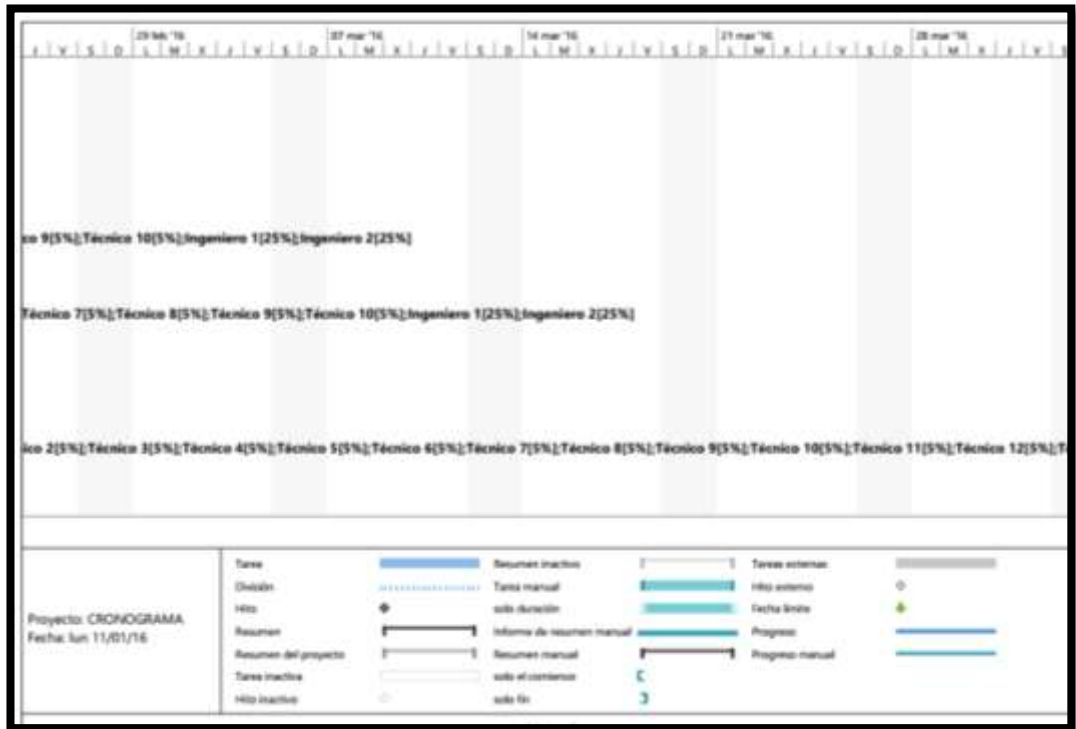 29 feb '16 07 mar '16 14 mar '16 21 mar '16 28 mar '16
J V S D L M X J V S D L M X J V S D L M X J V S D L M X J V S D L M X J V S
co 9[5%];Técnico 10[5%];Ingeniero 1[25%];Ingeniero 2[25%]
Técnico 7[5%];Técnico 8[5%];Técnico 9[5%];Técnico 10[5%];Ingeniero 1[25%];Ingeniero 2[25%]
ico 2[5%];Técnico 3[5%];Técnico 4[5%];Técnico 5[5%];Técnico 6[5%];Técnico 7[5%];Técnico 8[5%];Técnico 9[5%];Técnico 10[5%];Técnico 11[5%];Técnico 12[5%];T
Proyecto: CRONOGRAMA
Fecha: lun 11/01/16
Tarea
División
Hito
Resumen
Resumen del proyecto
Tarea inactiva
Hito inactivo
Resumen inactivo
Tarea manual
solo duración
Informe de resumen manual
Resumen manual
solo el comienzo
solo fin
Tareas externas
Hito externo
Fecha límite
Progreso
Progreso manual